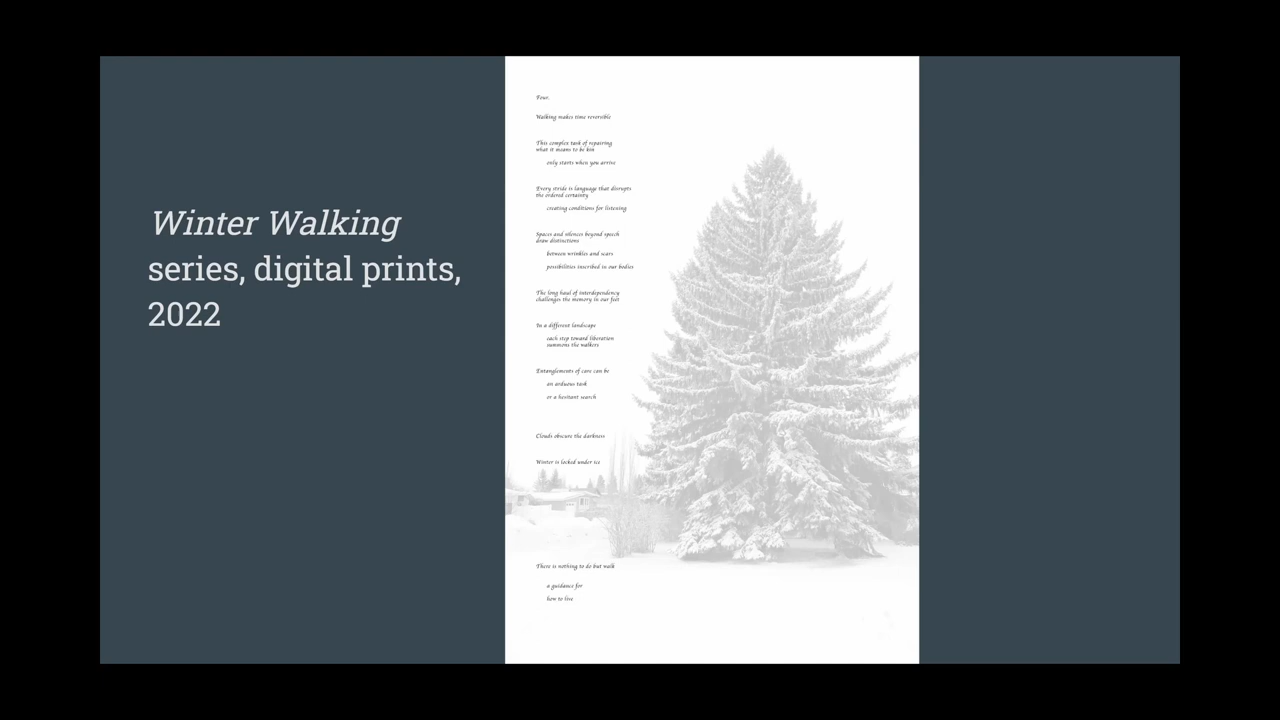 Winter Walking
series, digital prints,
2022
Four.
Walking makes time reversible
This complex task of repairing
what it means to be kin
only starts when you arrive
Every stride is language that disrupts
the ordered certainty
creating conditions for listening
Spaces and silences beyond speech
draw distinctions
between wrinkles and scars
possibilities inscribed in our bodies
The long haul of interdependency
challenges the memory in our feet
In a different landscape
each step toward liberation
summons the walkers
Entanglements of care can be
an arduous task
or a hesitant search
Clouds obscure the darkness
Winter is locked under ice
There is nothing to do but walk
a guidance for
how to live